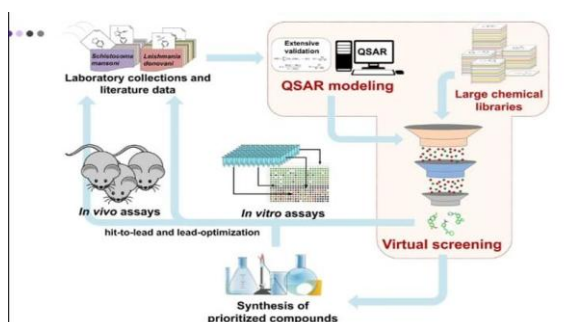 Schistosoma
mansoni
Leishmania
donovani
Laboratory collections and
literature data
Extensive
validation
QSAR
QSAR modeling
Large chemical
libraries
In vivo assays
In vitro assays
hit-to-lead and lead-optimization
Virtual screening
Synthesis of
prioritized compounds